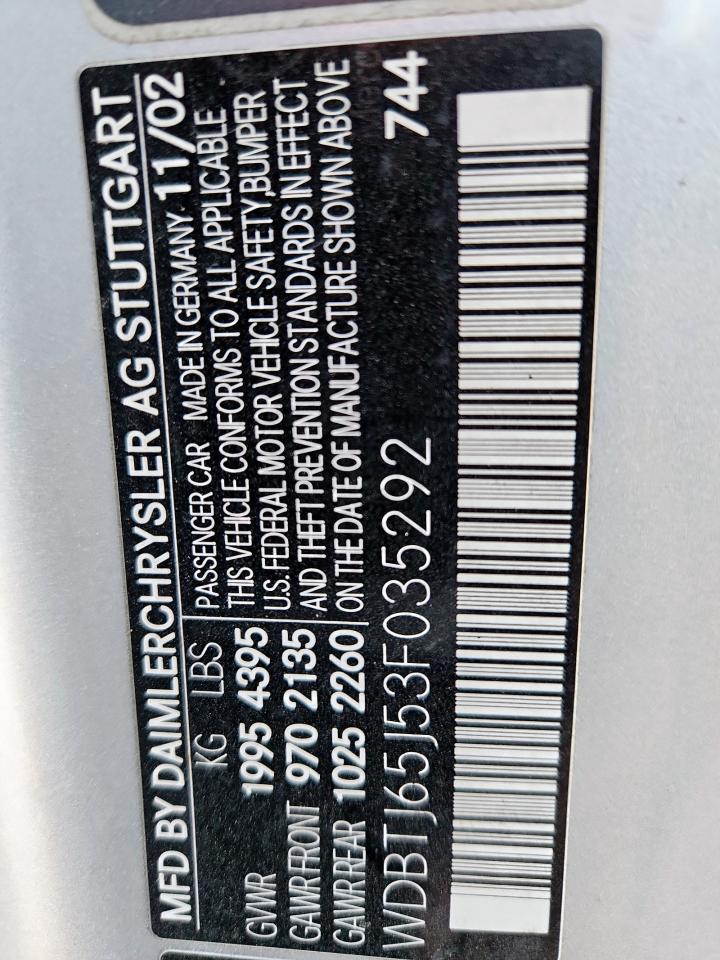 MFD BY DAIMLERCHRYSLER AG STUTTGART
KG LBS PASSENGER CAR MADE IN GERMANY 11/02
GVWR 1995 4395 THIS VEHICLE CONFORMS TO ALL APPLICABLE
U.S. FEDERAL MOTOR VEHICLE SAFETY,BUMPER
GAWR FRONT 970 2135 AND THEFT PREVENTION STANDARDS IN EFFECT
GAWR REAR 1025 2260 ON THE DATE OF MANUFACTURE SHOWN ABOVE
WDBTJ65J53F035292 744